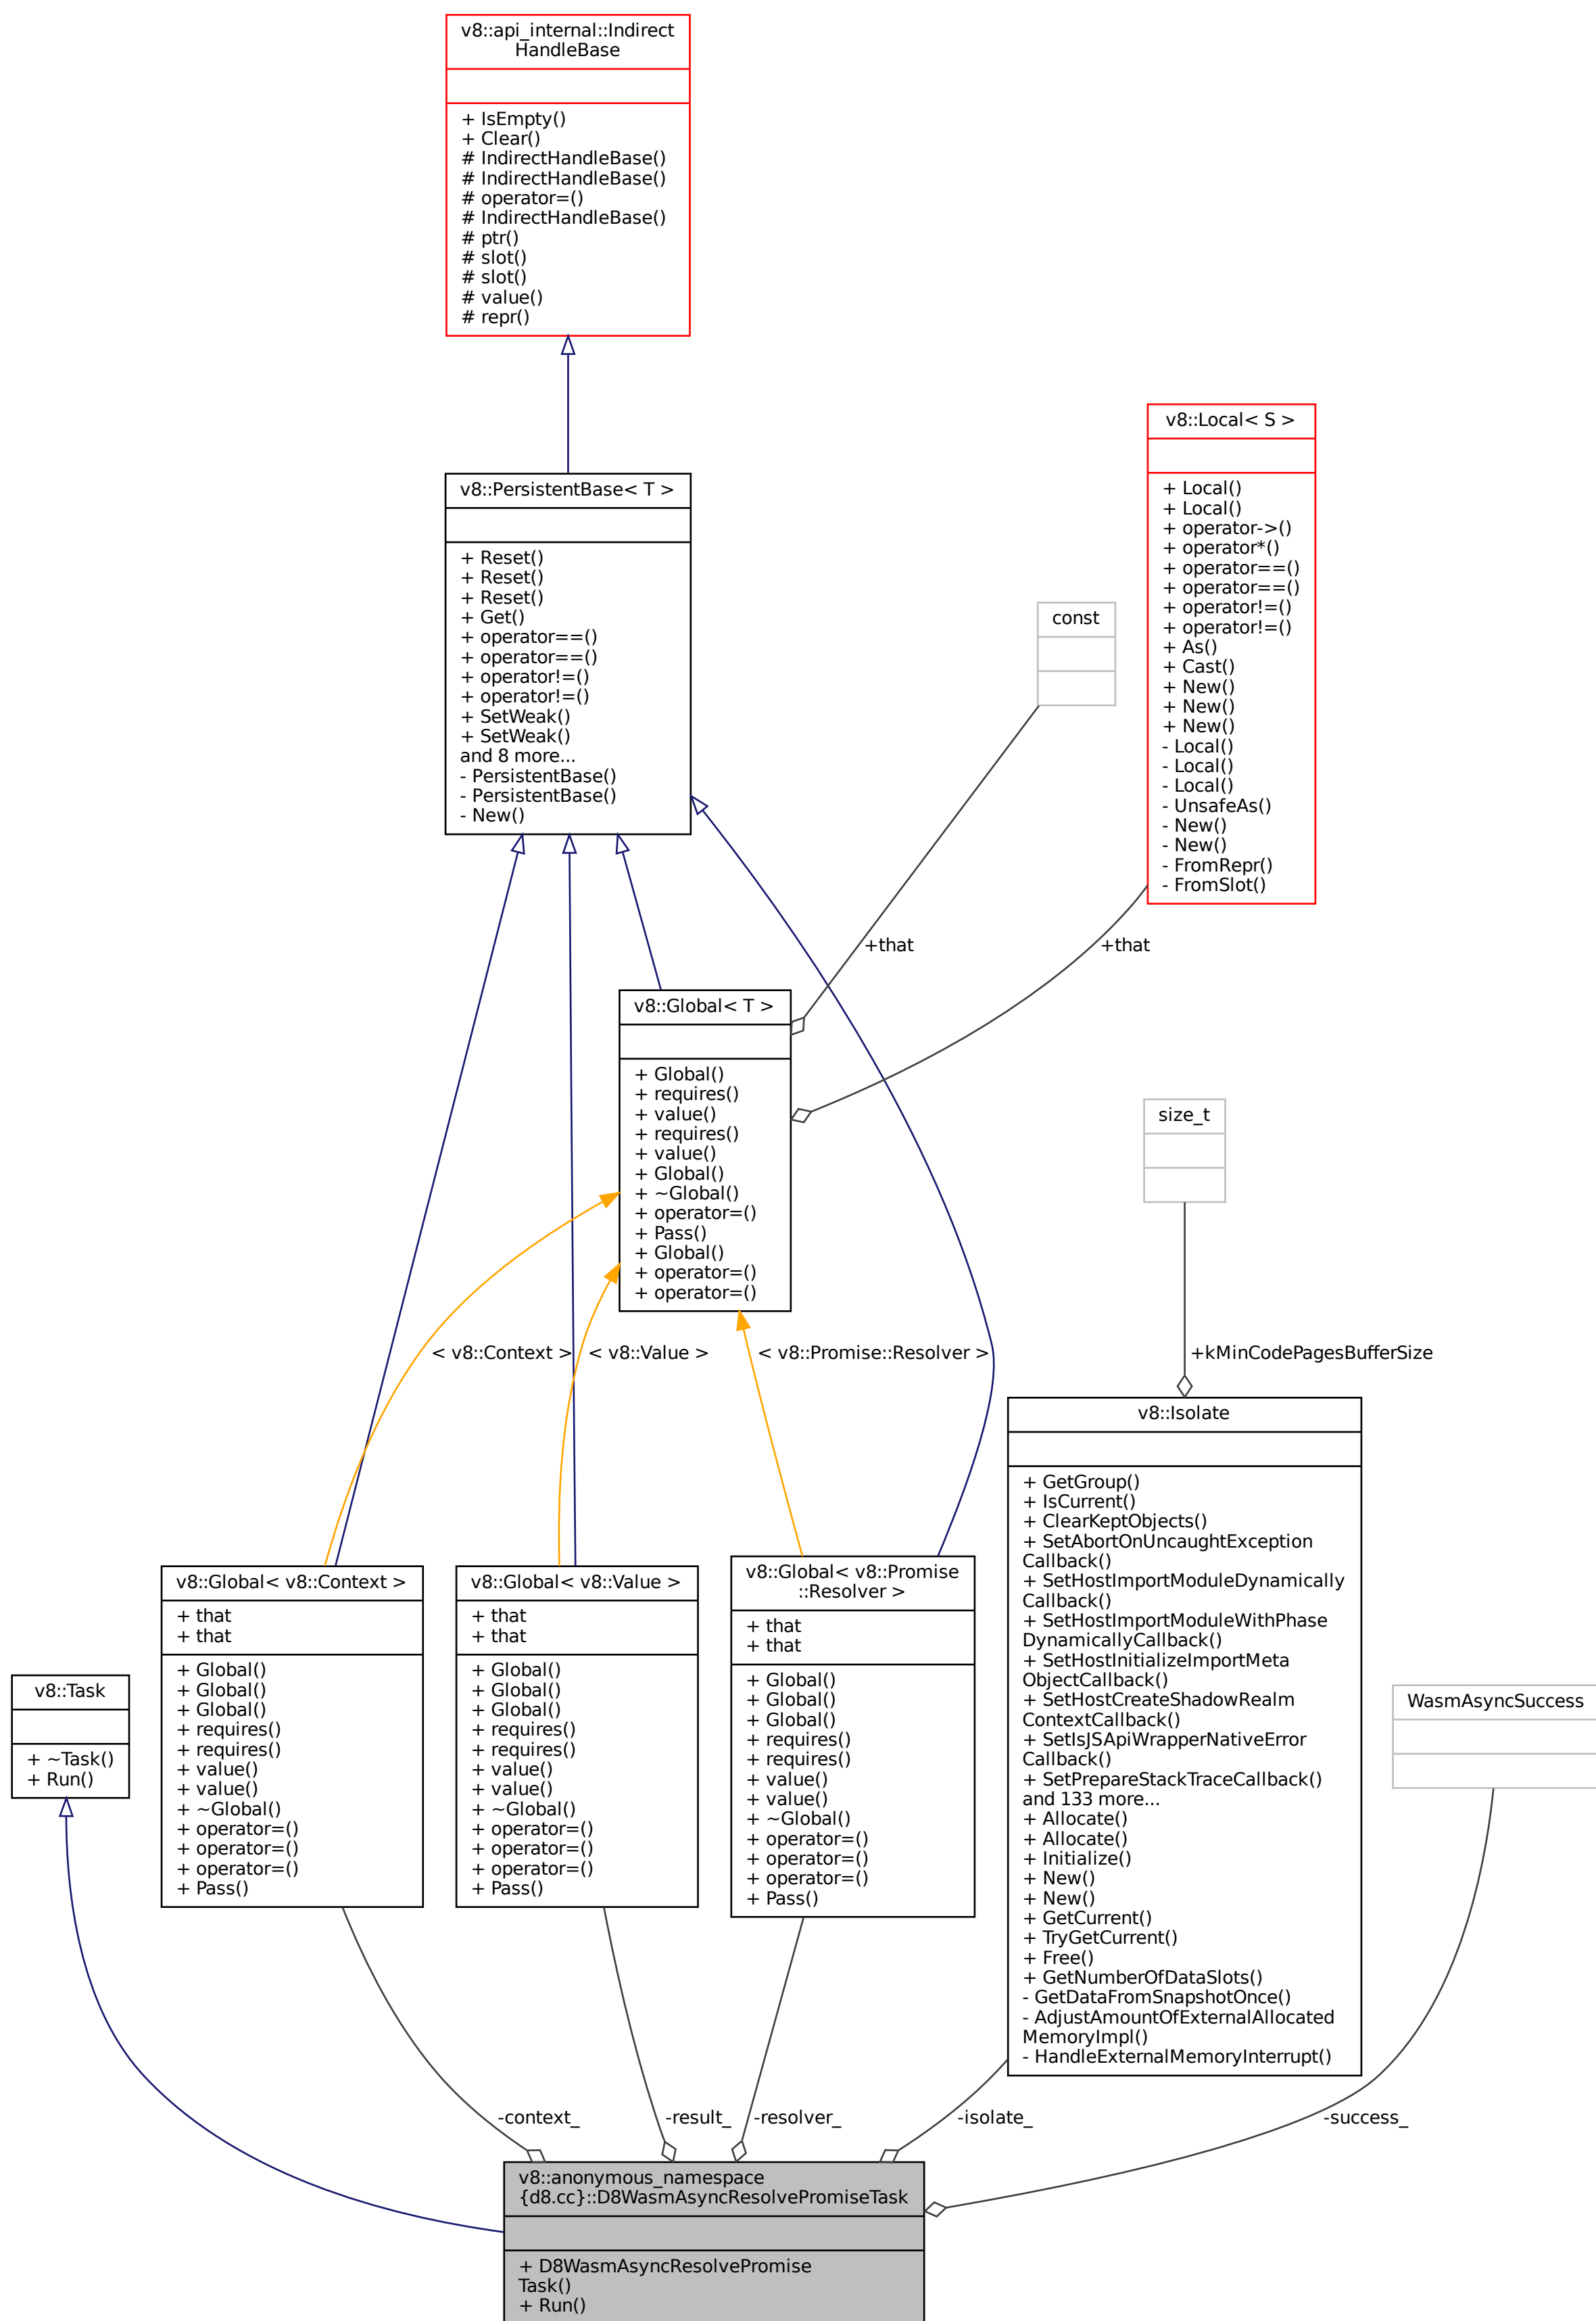 v8::api_internal::Indirect
HandleBase
+ IsEmpty()
+ Clear()
# IndirectHandleBase()
# IndirectHandleBase()
# operator=()
# IndirectHandleBase()
# ptr()
# slot()
# slot()
# value()
# repr()
v8::PersistentBase< T >
+ Reset()
+ Reset()
+ Reset()
+ Get()
+ operator==()
+ operator==()
+ operator!=()
+ operator!=()
+ SetWeak()
+ SetWeak()
and 8 more...
- PersistentBase()
- PersistentBase()
- New()
v8::Local< S >
+ Local()
+ Local()
+ operator->()
+ operator*()
+ operator==()
+ operator==()
+ operator!=()
+ operator!=()
+ As()
+ Cast()
+ New()
+ New()
+ New()
- Local()
- Local()
- Local()
- UnsafeAs()
- New()
- New()
- FromRepr()
- FromSlot()
const
+that
+that
v8::Global< T >
+ Global()
+ requires()
+ value()
+ requires()
+ value()
+ Global()
+ ~Global()
+ operator=()
+ Pass()
+ Global()
+ operator=()
+ operator=()
size_t
< v8::Context >
< v8::Value >
< v8::Promise::Resolver >
+kMinCodePagesBufferSize
v8::Isolate
+ GetGroup()
+ IsCurrent()
+ ClearKeptObjects()
+ SetAbortOnUncaughtException
Callback()
+ SetHostImportModuleDynamically
Callback()
+ SetHostImportModuleWithPhase
DynamicallyCallback()
+ SetHostInitializeImportMeta
ObjectCallback()
+ SetHostCreateShadowRealm
ContextCallback()
+ SetIsJSApiWrapperNativeError
Callback()
+ SetPrepareStackTraceCallback()
and 133 more...
+ Allocate()
+ Allocate()
+ Initialize()
+ New()
+ New()
+ GetCurrent()
+ TryGetCurrent()
+ Free()
+ GetNumberOfDataSlots()
- GetDataFromSnapshotOnce()
- AdjustAmountOfExternalAllocated
MemoryImpl()
- HandleExternalMemoryInterrupt()
v8::Global< v8::Context >
+ that
+ that
+ Global()
+ Global()
+ Global()
+ requires()
+ requires()
+ value()
+ value()
+ ~Global()
+ operator=()
+ operator=()
+ operator=()
+ Pass()
v8::Global< v8::Value >
+ that
+ that
+ Global()
+ Global()
+ Global()
+ requires()
+ requires()
+ value()
+ value()
+ ~Global()
+ operator=()
+ operator=()
+ operator=()
+ Pass()
v8::Global< v8::Promise
::Resolver >
+ that
+ that
+ Global()
+ Global()
+ Global()
+ requires()
+ requires()
+ value()
+ value()
+ ~Global()
+ operator=()
+ operator=()
+ operator=()
+ Pass()
v8::Task
+ ~Task()
+ Run()
WasmAsyncSuccess
-context_
-result_
-resolver_
-isolate_
-success_
v8::anonymous_namespace
{d8.cc}::D8WasmAsyncResolvePromiseTask
+ D8WasmAsyncResolvePromise
Task()
+ Run()